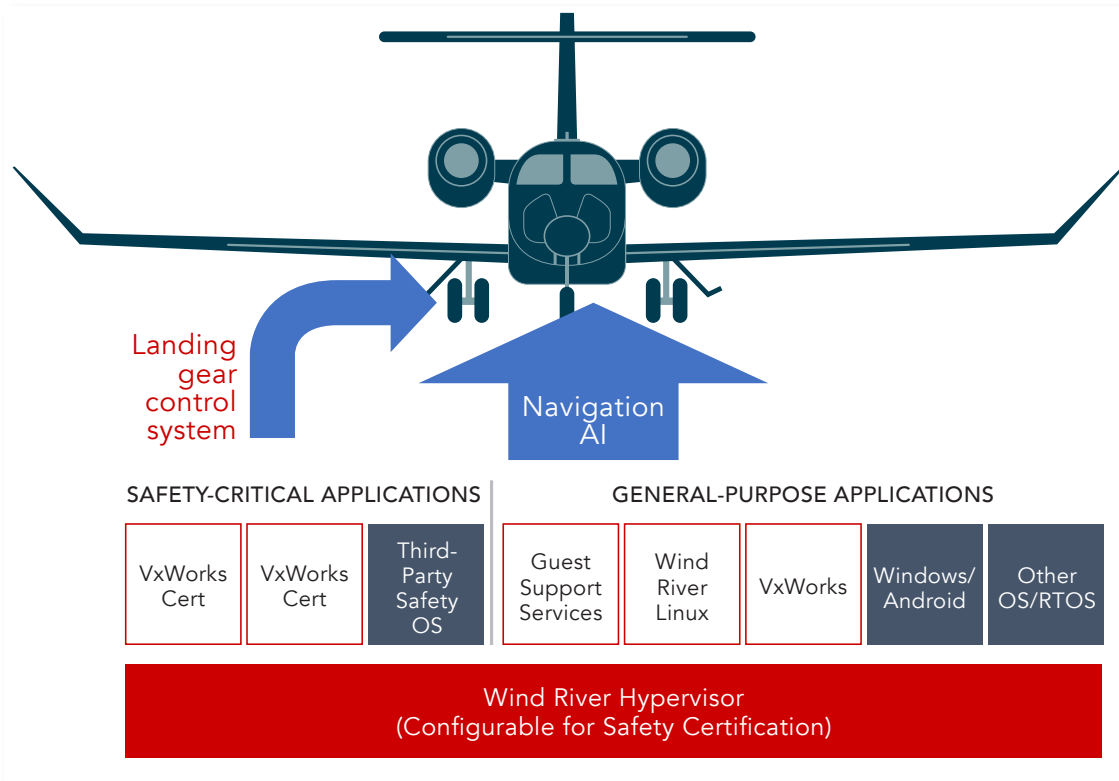 Landing
gear
control
system
Navigation
AI
SAFETY-CRITICAL APPLICATIONS
GENERAL-PURPOSE APPLICATIONS
VxWorks
Cert
VxWorks
Cert
Third-
Party
Safety
OS
Guest
Support
Services
Wind
River
Linux
VxWorks
Windows/
Android
Other
OS/RTOS
Wind River Hypervisor
(Configurable for Safety Certification)